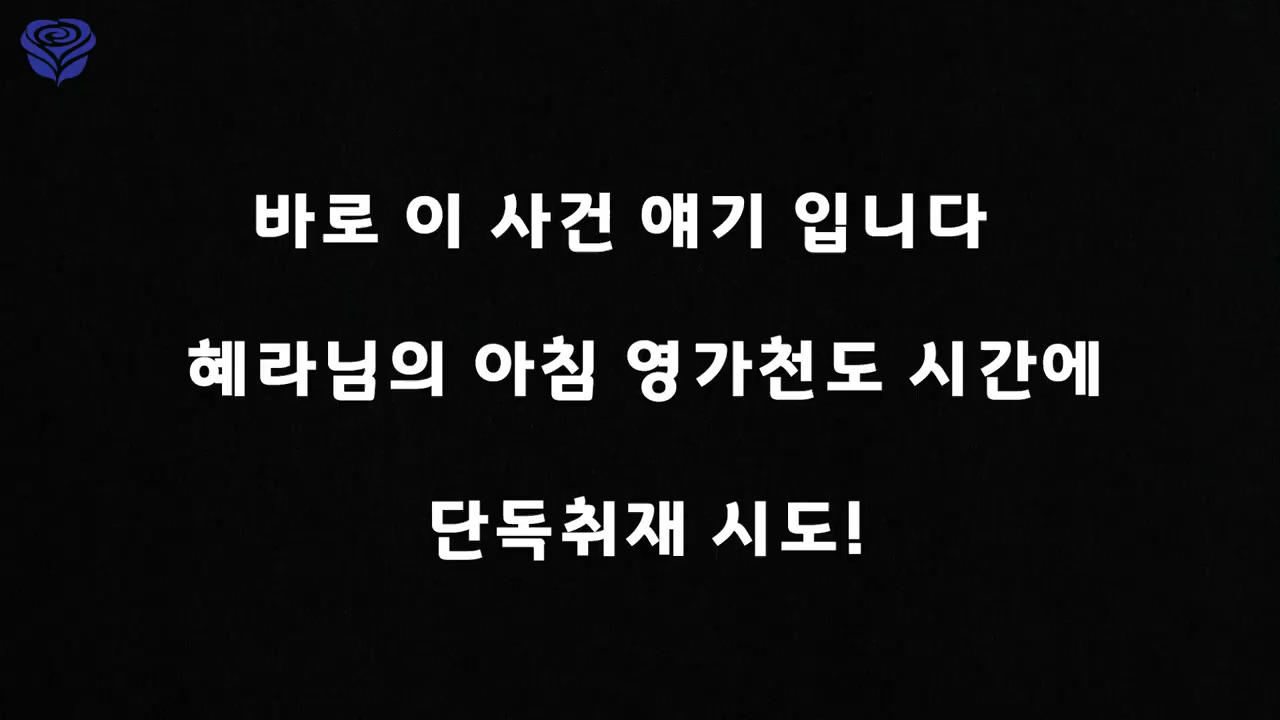 바로 이 사건 얘기 입니다
혜라님의 아침 영가천도 시간에
단독취재 시도!